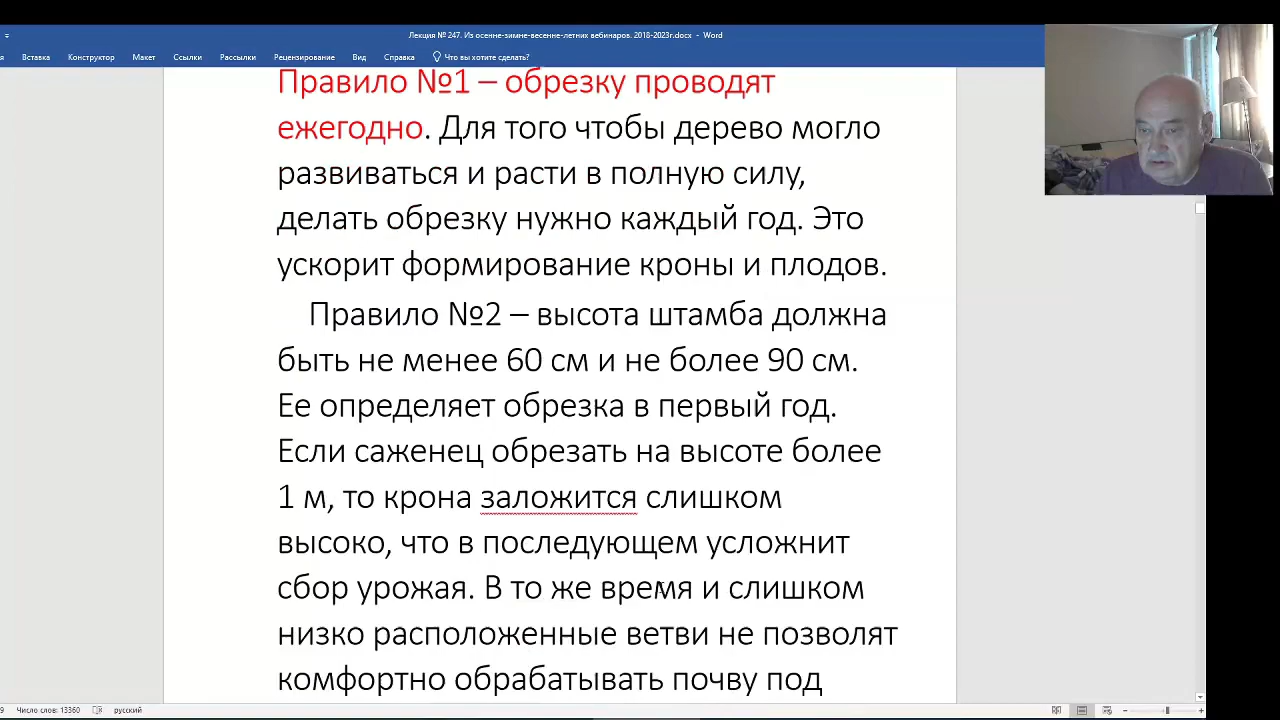 Лекция № 247. Из осенне-зимне-весенне-летних вебинаров. 2018-2023г.docx - Word
Вставка Конструктор Макет Ссылки Рассылки Рецензирование Вид Справка Что вы хотите сделать?
Правило №1 – обрезку проводят
ежегодно. Для того чтобы дерево могло
развиваться и расти в полную силу,
делать обрезку нужно каждый год. Это
ускорит формирование кроны и плодов.
Правило №2 – высота штамба должна
быть не менее 60 см и не более 90 см.
Ее определяет обрезка в первый год.
Если саженец обрезать на высоте более
1 м, то крона заложится слишком
высоко, что в последующем усложнит
сбор урожая. В то же время и слишком
низко расположенные ветви не позволят
комфортно обрабатывать почву под
Число слов: 13360 русский